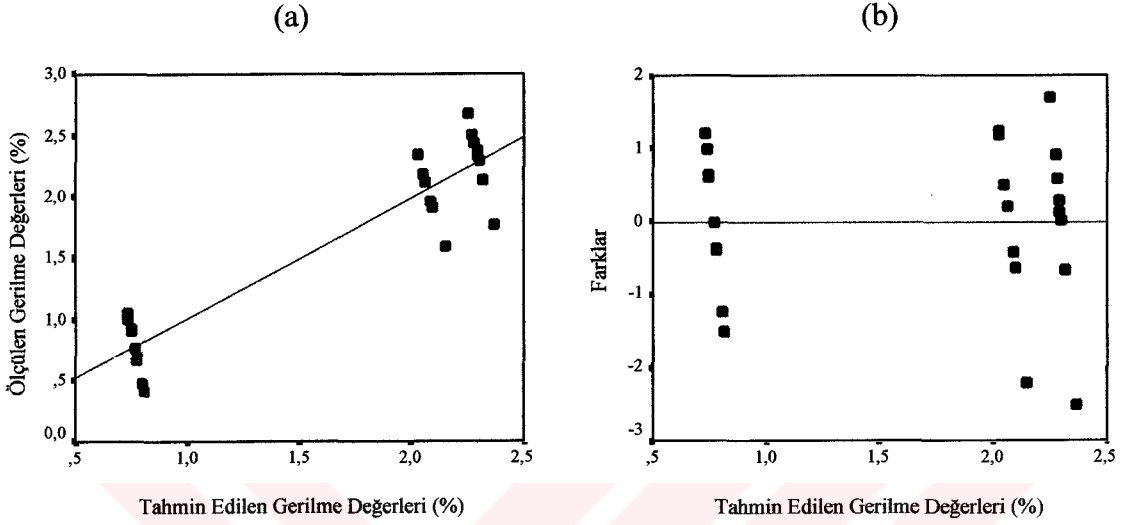 (a)
3,0
2,5
2,0
1,5
1,0
,5
0,0
Ölçülen Gerilme Değerleri (%)
,5 1,0 1,5 2,0 2,5
Tahmin Edilen Gerilme Değerleri (%)
(b)
2
1
0
-1
-2
-3
Farklar
,5 1,0 1,5 2,0 2,5
Tahmin Edilen Gerilme Değerleri (%)